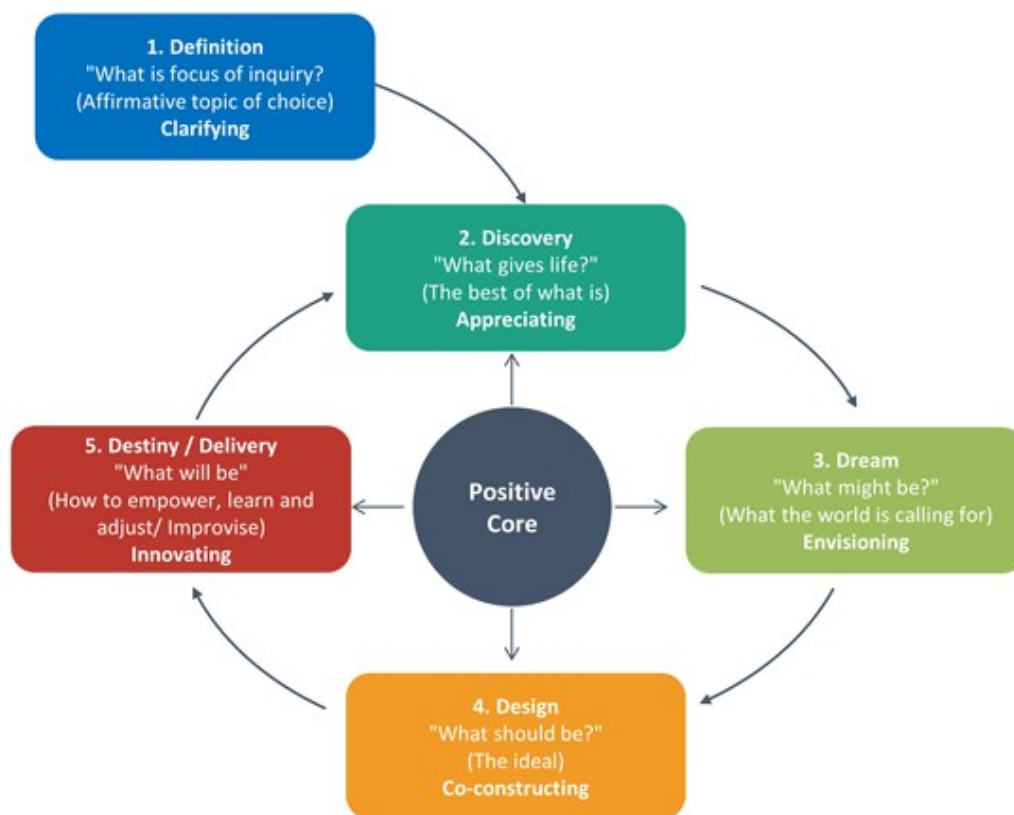 1. Definition
"What is focus of inquiry?
(Affirmative topic of choice)
Clarifying
2. Discovery
"What gives life?"
(The best of what is)
Appreciating
5. Destiny / Delivery
"What will be"
(How to empower, learn and
adjust/ Improvise)
Innovating
Positive
Core
3. Dream
"What might be?"
(What the world is calling for)
Envisioning
4. Design
"What should be?"
(The ideal)
Co-constructing